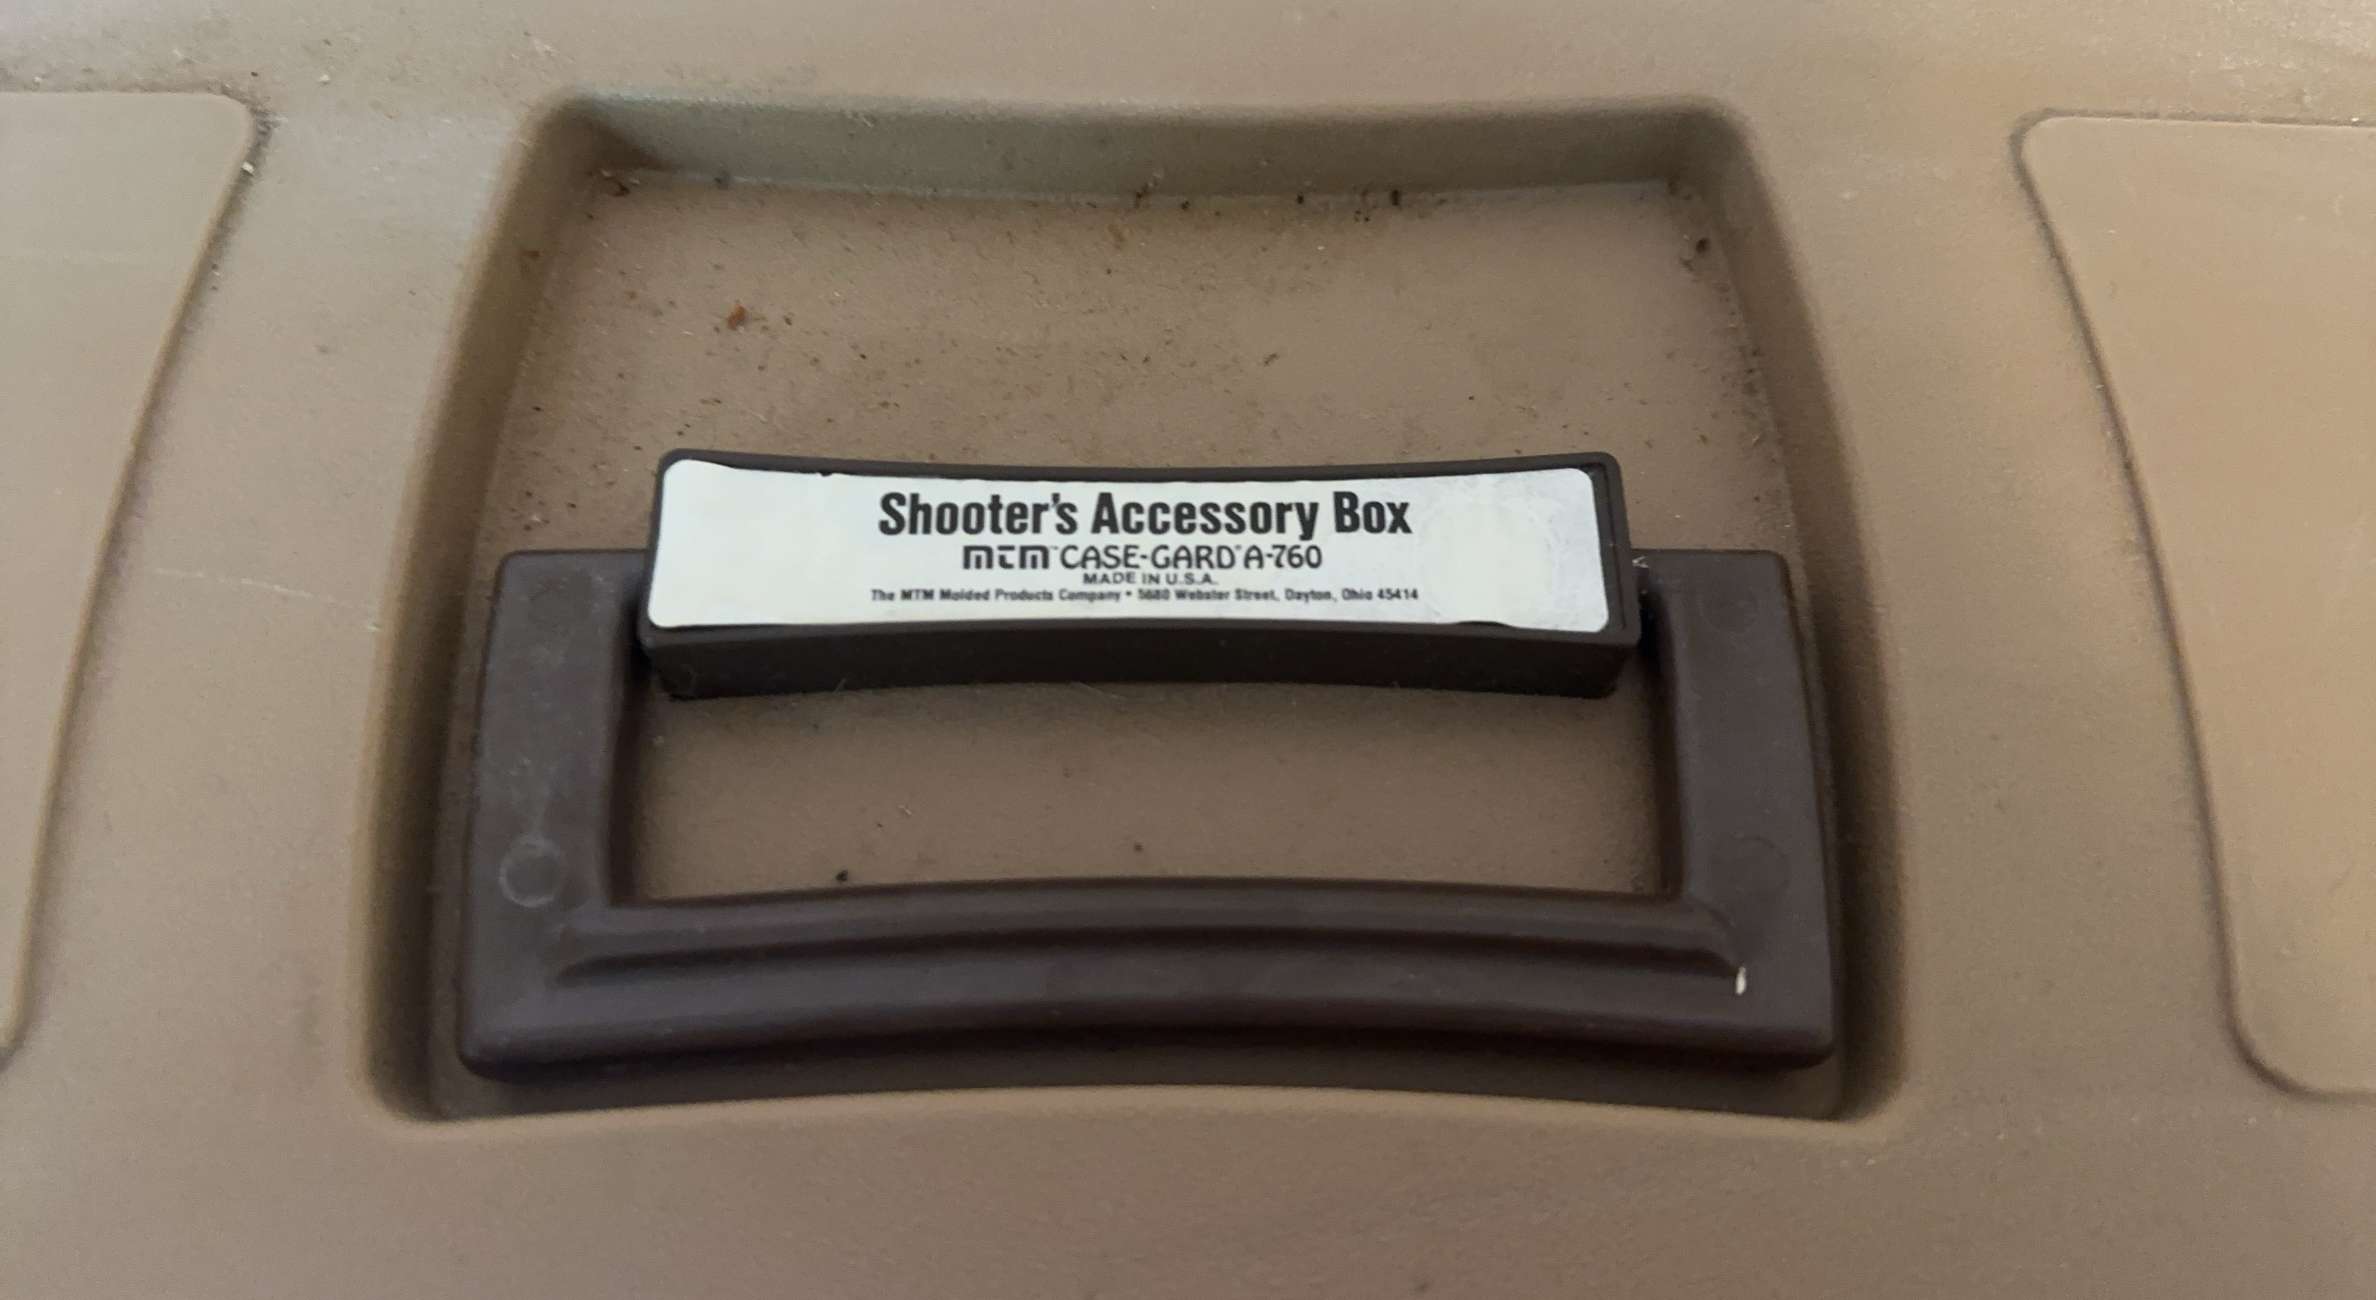 Shooter's Accessory Box
MTM™ CASE-GARD® A-760
MADE IN U.S.A.
The MTM Molded Products Company • 5680 Webster Street, Dayton, Ohio 45414